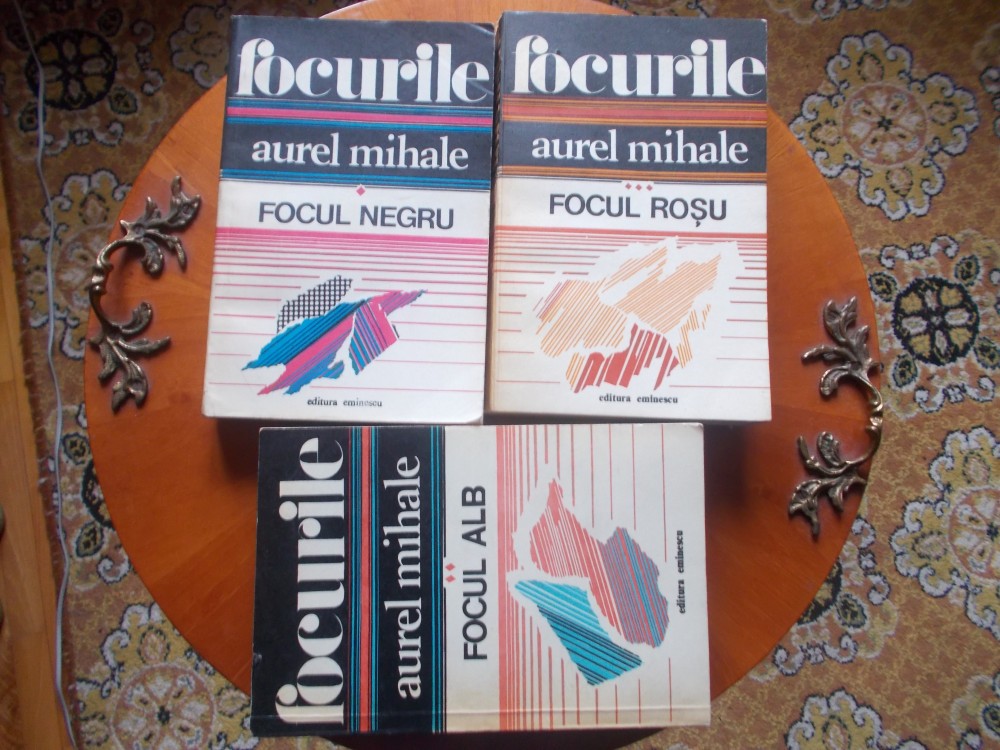 focurile
aurel mihale
FOCUL NEGRU
editura eminescu
focurile
aurel mihale
FOCUL ROȘU
editura eminescu
focurile
aurel mihale
FOCUL ALB
editura eminescu